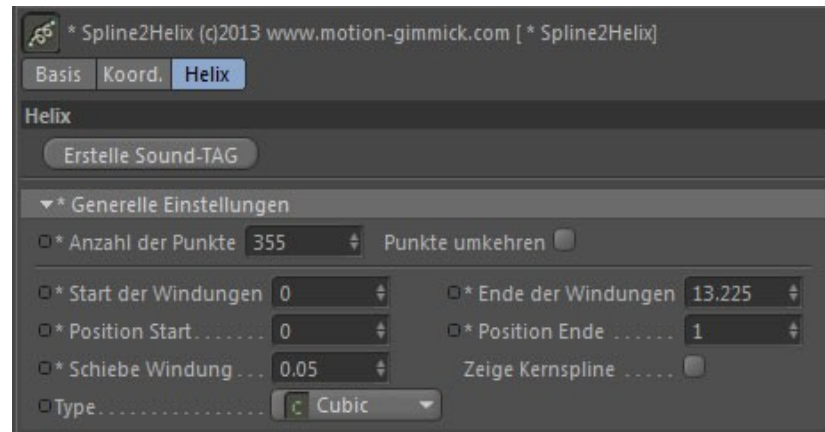 * Spline2Helix (c)2013 www.motion-gimmick.com [ * Spline2Helix]
Basis Koord. Helix
Helix
Erstelle Sound-TAG
* Generelle Einstellungen
* Anzahl der Punkte 355 Punkte umkehren
* Start der Windungen 0 * Ende der Windungen 13.225
* Position Start....... 0 * Position Ende ...... 1
* Schiebe Windung... 0.05 Zeige Kernspline .....
Type................ c Cubic